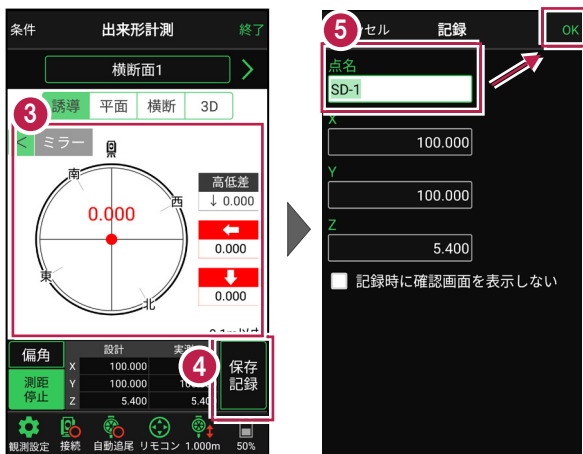 条件 出来形計測 終了
横断面1
誘導 平面 横断 3D
3
< ミラー
南
西
東
北
0.000
高低差
↓ 0.000
0.000
0.000
偏角
測距
停止
設計
X 100.000
Y 100.000
Z 5.400
5.40
4
保存
記録
観測設定 接続 自動追尾 リモコン 1.000m 50%
5
セル 記録 OK
点名
SD-1
X
100.000
Y
100.000
Z
5.400
記録時に確認画面を表示しない